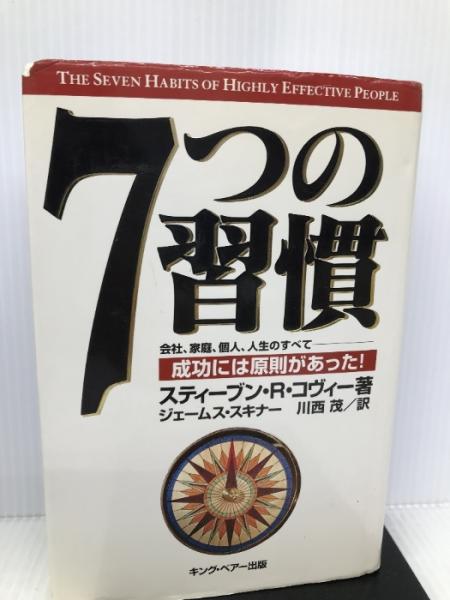 THE SEVEN HABITS OF HIGHLY EFFECTIVE PEOPLE
7つの
習慣
会社、家庭、個人、人生のすべて――
成功には原則があった!
スティーブン・R・コヴィー著
ジェームス・スキナー 川西 茂/訳
キング・ベアー出版